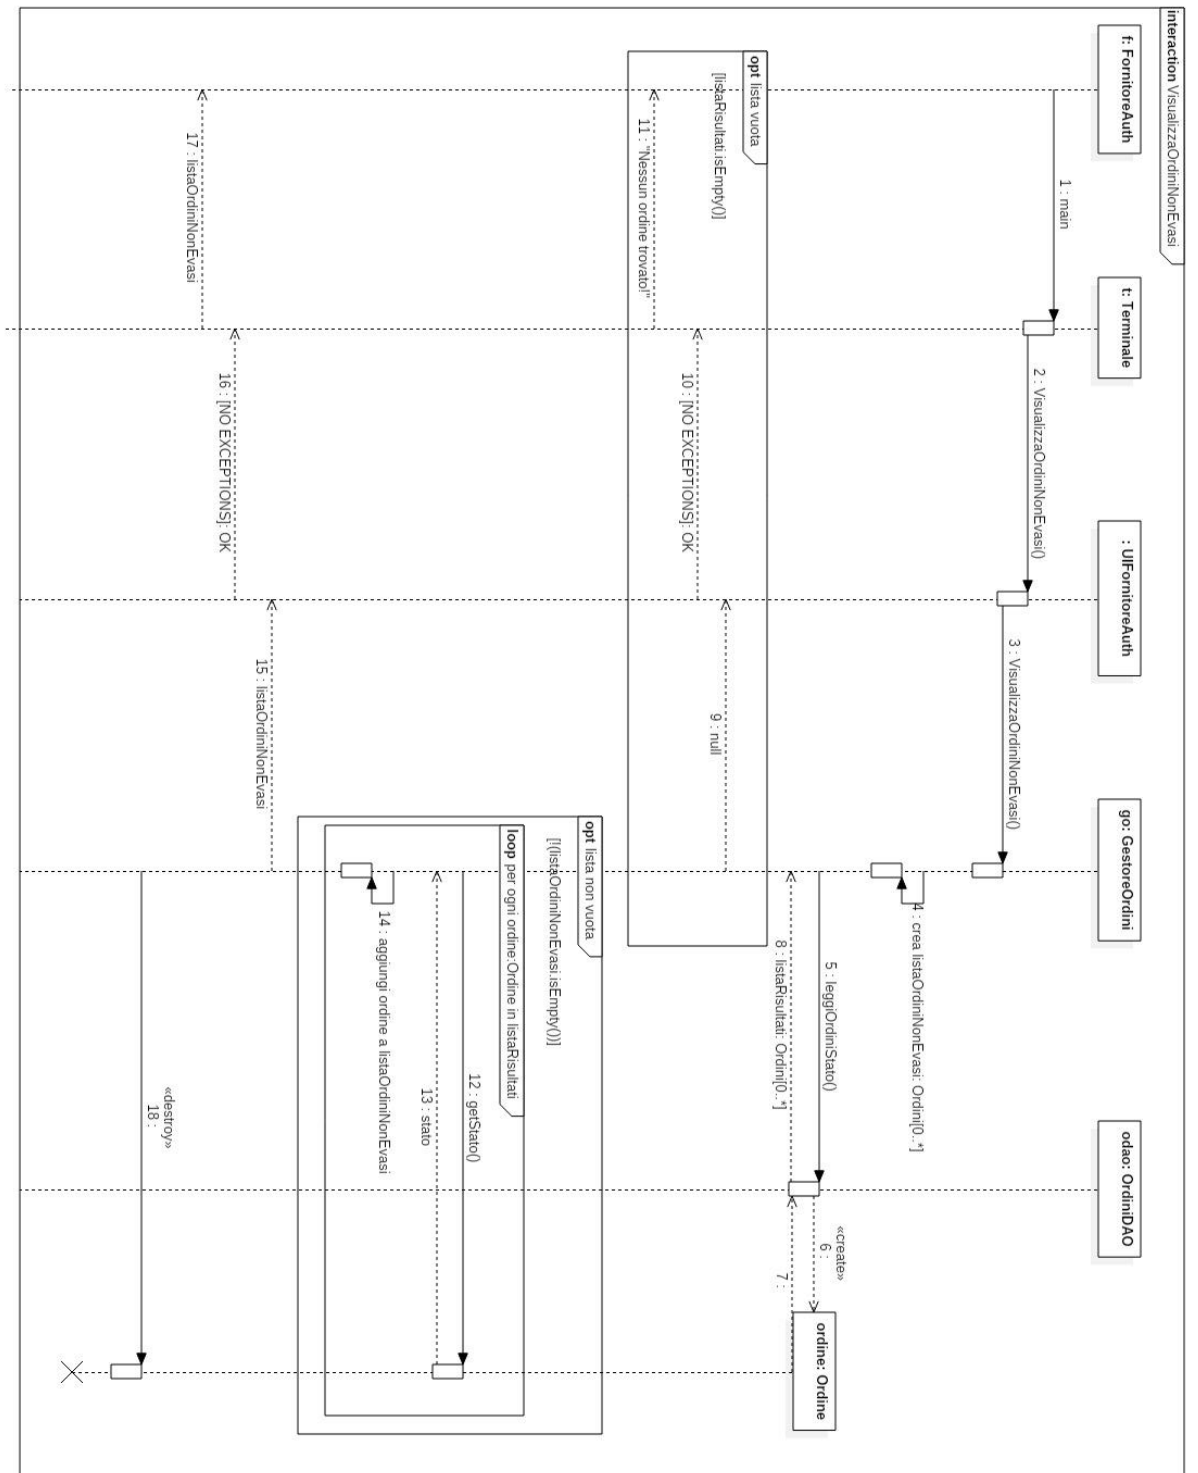 interaction VisualizzaOrdiniNonEvasi
f: FornitoreAuth
t: Terminale
: UIFornitoreAuth
go: GestoreOrdini
odao: OrdiniDAO
1 : main
2 : VisualizzaOrdiniNonEvasi()
3 : VisualizzaOrdiniNonEvasi()
4 : crea listaOrdiniNonEvasi: Ordini[0..*]
5 : leggiOrdiniStato()
«create»
6 :
ordine: Ordine
7 :
8 : listaRisultati: Ordini[0..*]
opt lista vuota
[listaRisultati.isEmpty()]
9 : null
10 : [NO EXCEPTIONS]: OK
11 : "Nessun ordine trovato!"
opt lista non vuota
[!(listaOrdiniNonEvasi.isEmpty())]
loop per ogni ordine:Ordine in listaRisultati
12 : getStato()
13 : stato
14 : aggiungi ordine a listaOrdiniNonEvasi
15 : listaOrdiniNonEvasi
16 : [NO EXCEPTIONS]: OK
17 : listaOrdiniNonEvasi
«destroy»
18 :